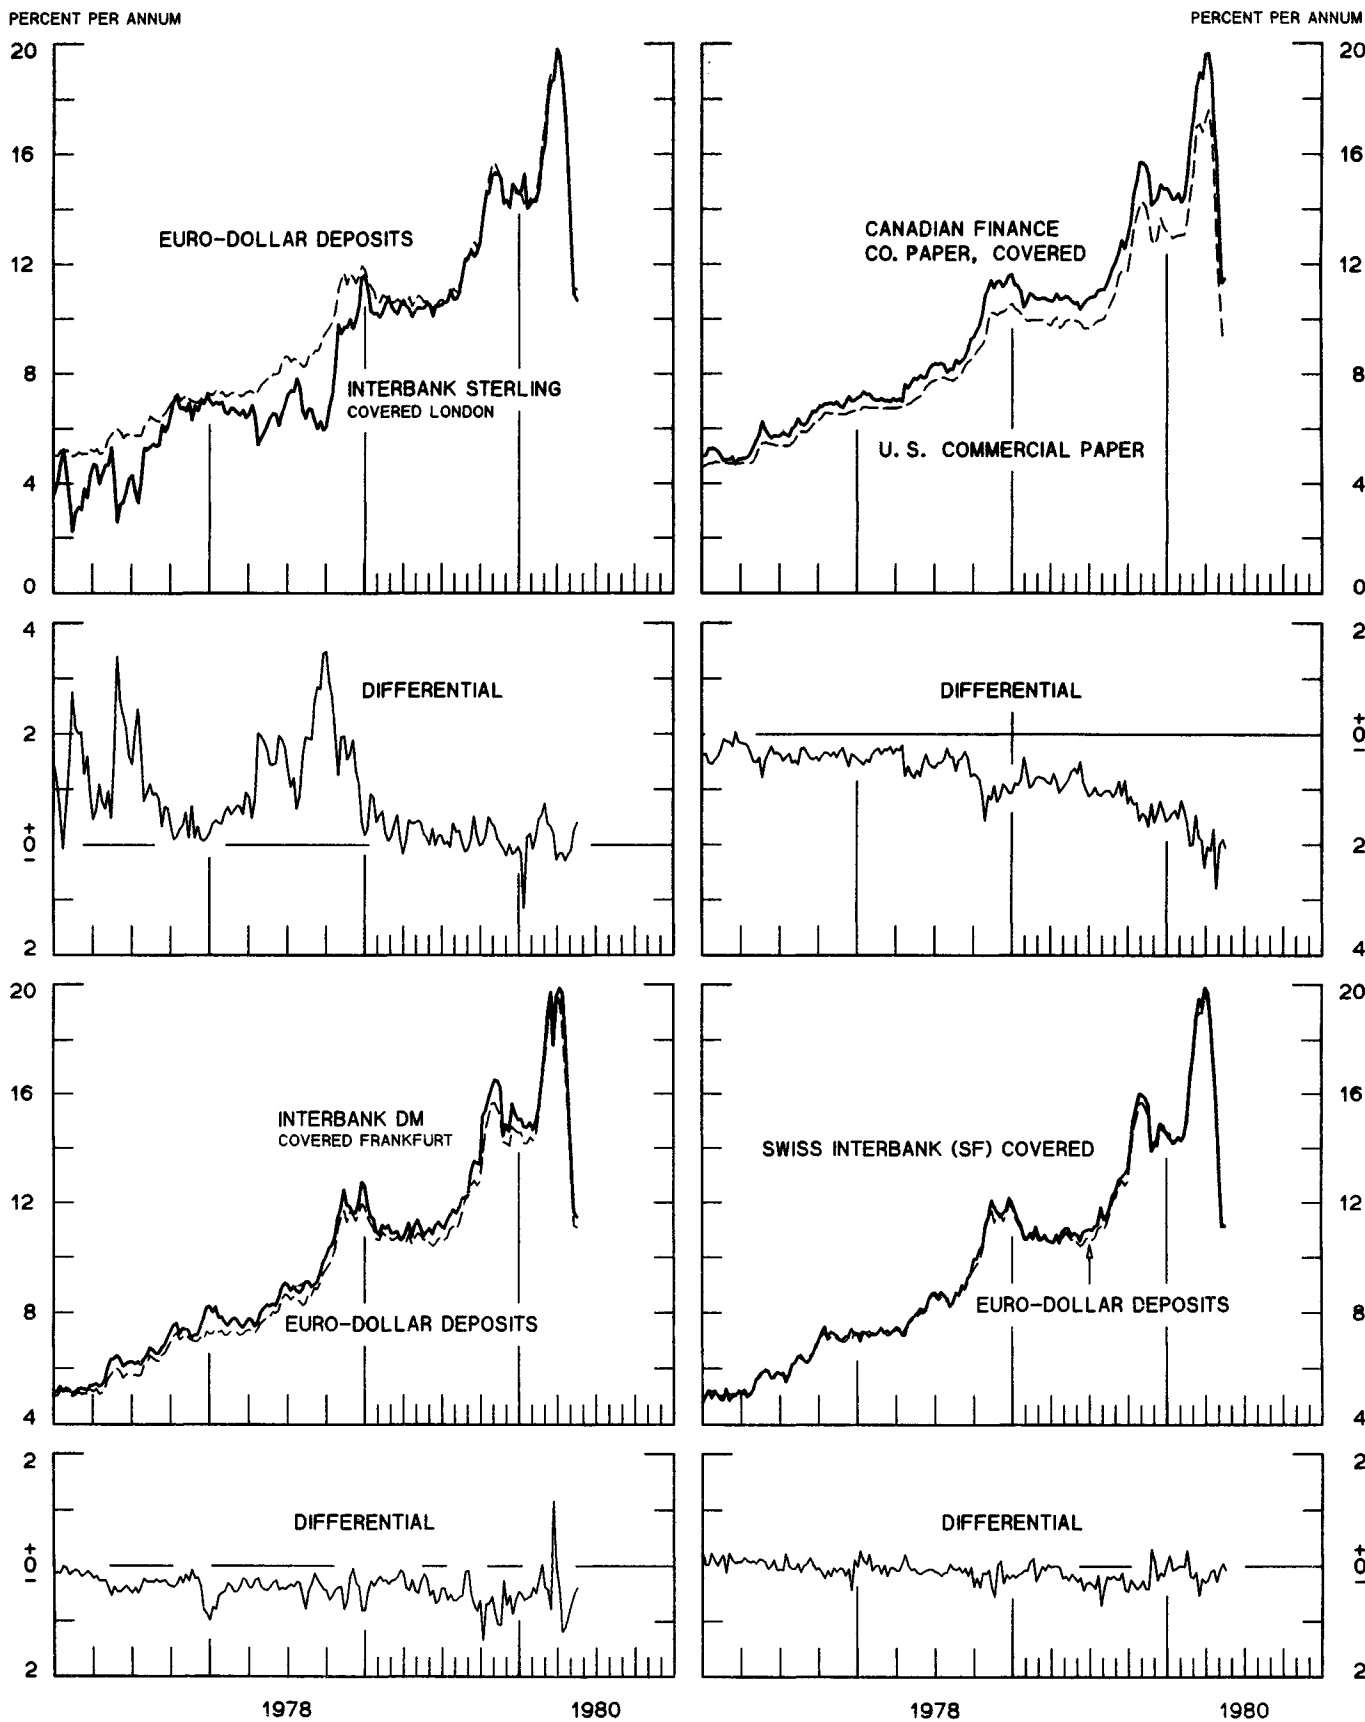 PERCENT PER ANNUM
PERCENT PER ANNUM
20
16
12
8
4
0
EURO-DOLLAR DEPOSITS
INTERBANK STERLING
COVERED LONDON
20
16
12
8
4
0
CANADIAN FINANCE
CO. PAPER, COVERED
U. S. COMMERCIAL PAPER
4
2
+
0
−
2
DIFFERENTIAL
2
+
0
−
2
4
DIFFERENTIAL
20
16
12
8
4
INTERBANK DM
COVERED FRANKFURT
EURO-DOLLAR DEPOSITS
20
16
12
8
4
SWISS INTERBANK (SF) COVERED
EURO-DOLLAR DEPOSITS
2
+
0
−
2
DIFFERENTIAL
2
+
0
−
2
DIFFERENTIAL
1978
1980
1978
1980